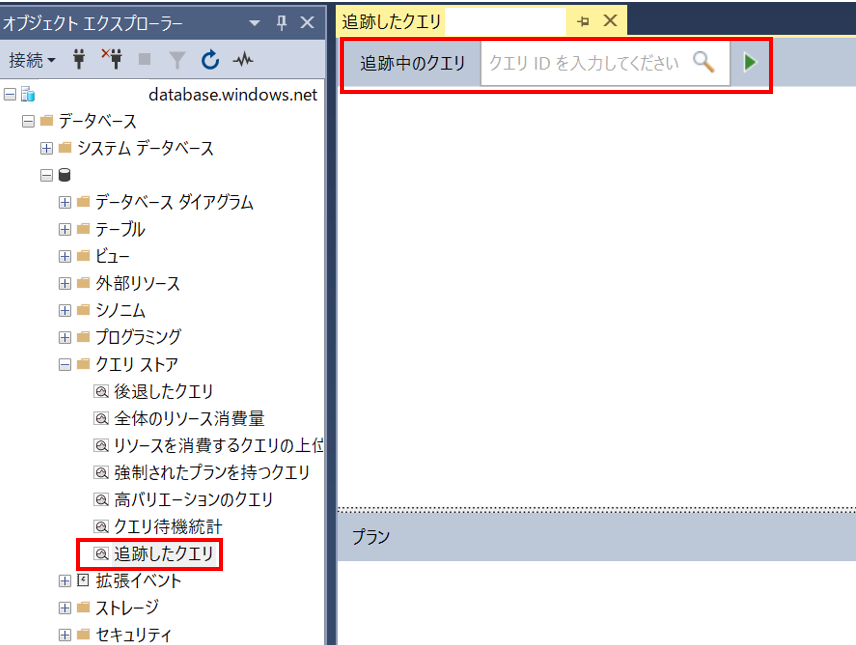 オブジェクト エクスプローラー
接続
database.windows.net
データベース
システム データベース
データベース ダイアグラム
テーブル
ビュー
外部リソース
シノニム
プログラミング
クエリ ストア
後退したクエリ
全体のリソース消費量
リソースを消費するクエリの上位
強制されたプランを持つクエリ
高バリエーションのクエリ
クエリ待機統計
追跡したクエリ
拡張イベント
ストレージ
セキュリティ
追跡したクエリ
追跡中のクエリ クエリ ID を入力してください
プラン